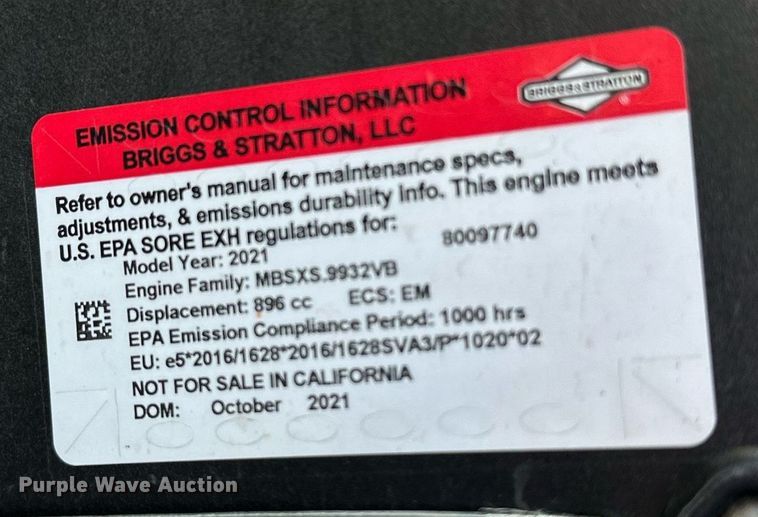 EMISSION CONTROL INFORMATION
BRIGGS & STRATTON, LLC
BRIGGS & STRATTON
®
Refer to owner's manual for maintenance specs,
adjustments, & emissions durability info. This engine meets
U.S. EPA SORE EXH regulations for:
80097740
Model Year: 2021
Engine Family: MBSXS.9932VB
Displacement: 896 cc ECS: EM
EPA Emission Compliance Period: 1000 hrs
EU: e5*2016/1628*2016/1628SVA3/P*1020*02
NOT FOR SALE IN CALIFORNIA
DOM: October 2021
Purple Wave Auction